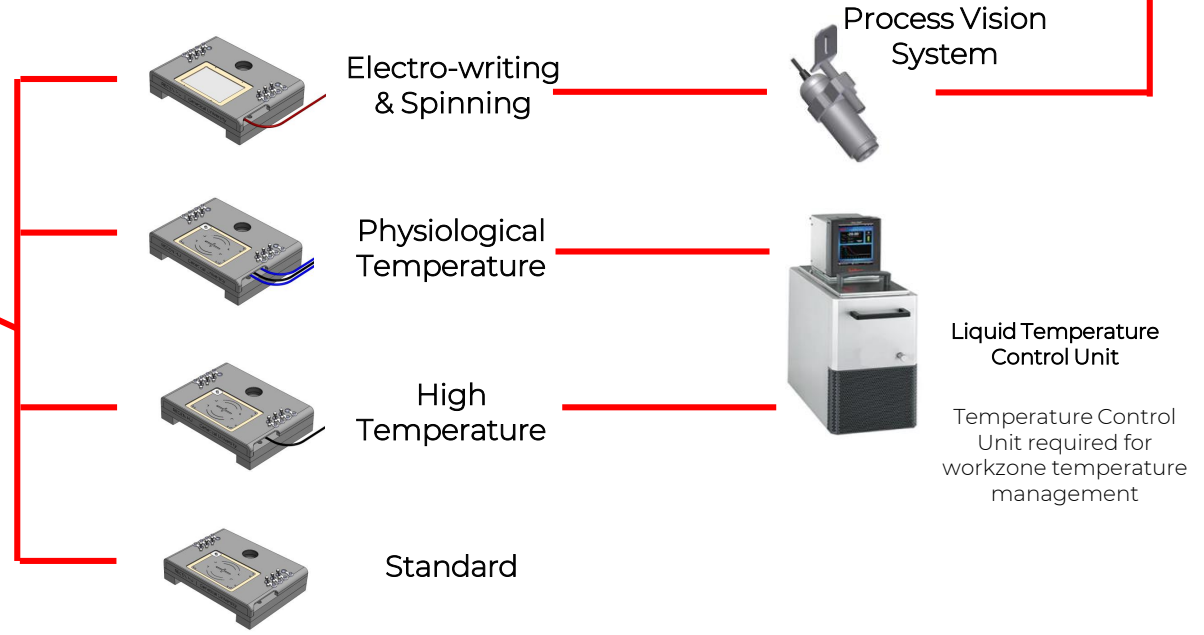 Process Vision
System
Electro-writing
& Spinning
Physiological
Temperature
Liquid Temperature
Control Unit
High
Temperature
Temperature Control
Unit required for
workzone temperature
management
Standard